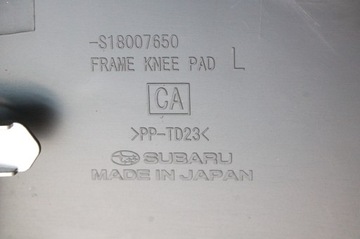 -S18007650
FRAME KNEE PAD L
CA
>PP-TD23<
SUBARU
MADE IN JAPAN